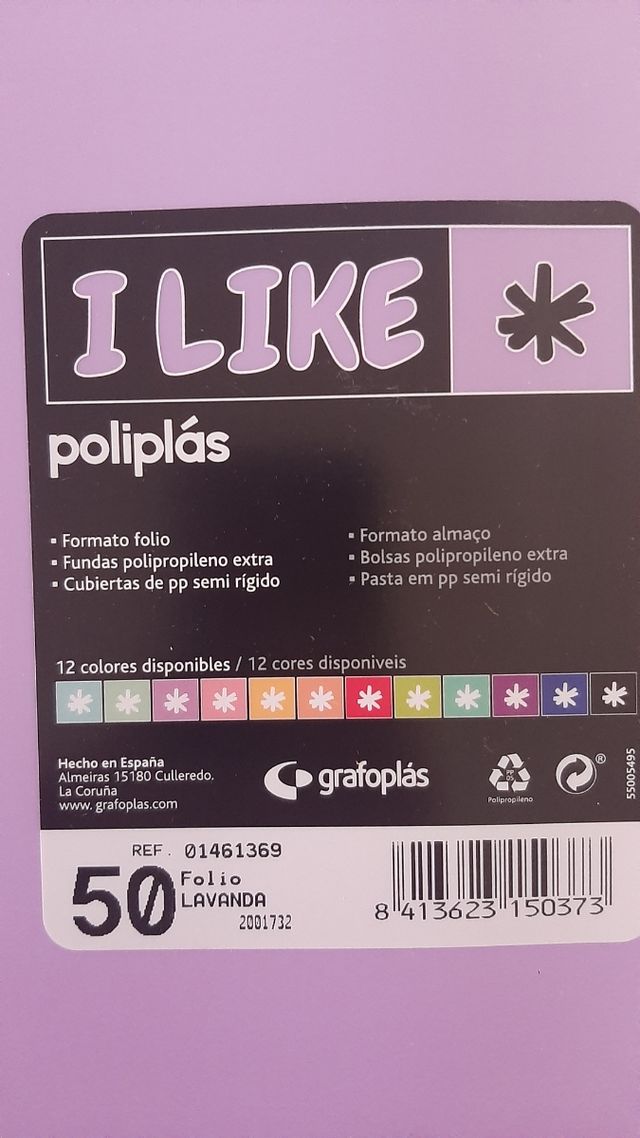 I LIKE
poliplás
▪ Formato folio
▪ Fundas polipropileno extra
▪ Cubiertas de pp semi rígido
▪ Formato almaço
▪ Bolsas polipropileno extra
▪ Pasta em pp semi rígido
12 colores disponibles / 12 cores disponiveis
Hecho en España
Almeiras 15180 Culleredo.
La Coruña
www. grafoplas.com
grafoplás
PP
05
Polipropileno
®
55005495
REF. 01461369
50 Folio
LAVANDA
2001732
8 413623 150373